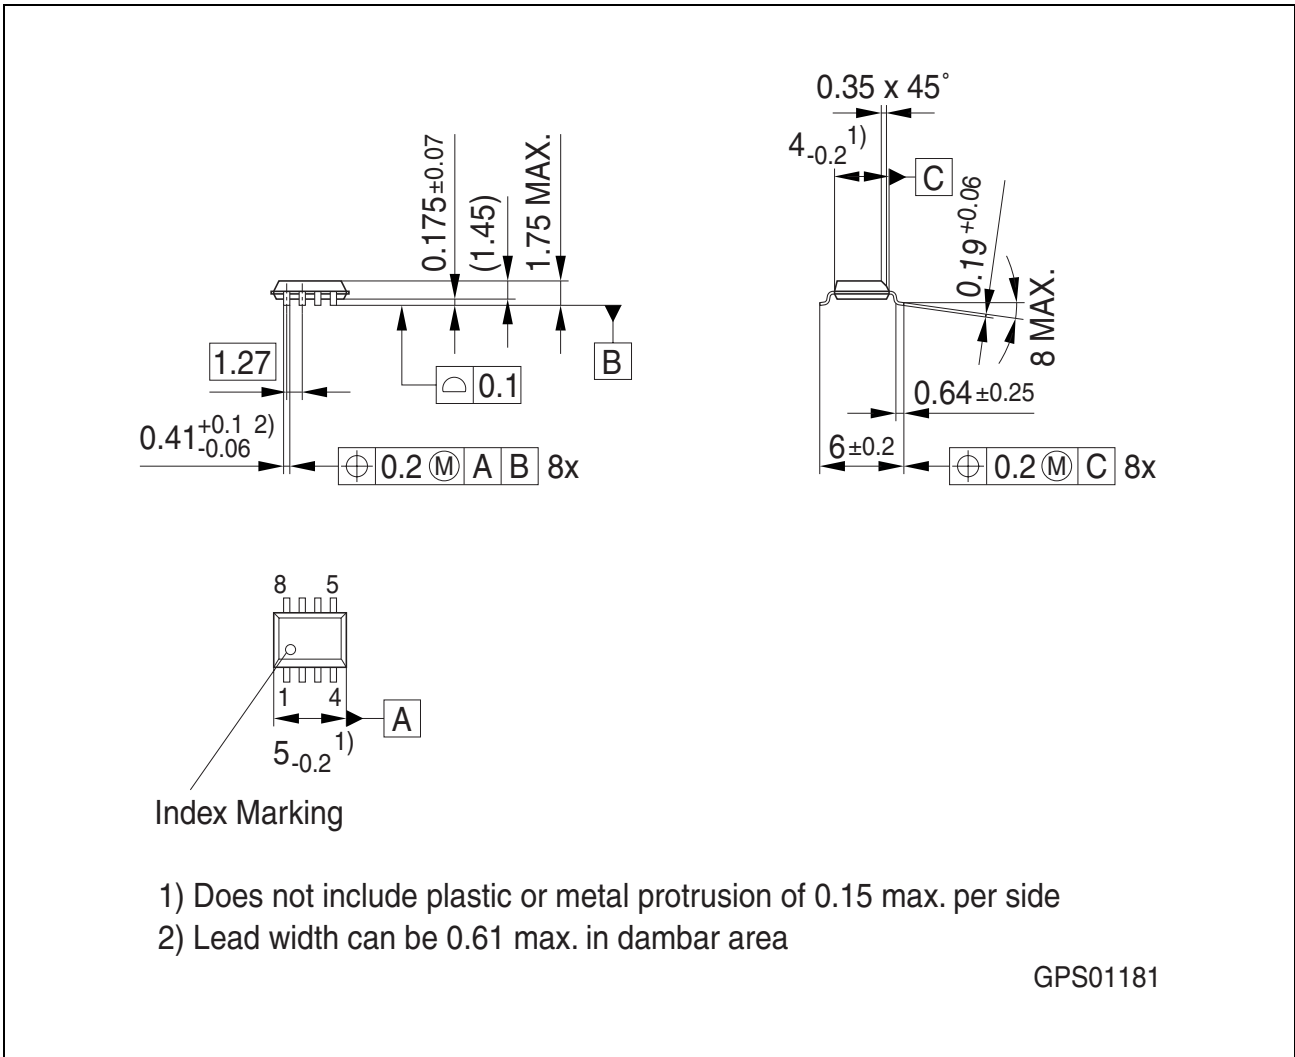 0.35 x 45˚
4-0.2 1)
C
0.175±0.07
(1.45)
1.75 MAX.
0.19 +0.06
8 MAX.
B
1.27
0.1
0.64±0.25
0.41 +0.1 -0.06 2)
0.2 Ⓜ A B 8x
6±0.2
0.2 Ⓜ C 8x
8 5
1 4
A
5-0.2 1)
Index Marking
1) Does not include plastic or metal protrusion of 0.15 max. per side
2) Lead width can be 0.61 max. in dambar area
GPS01181